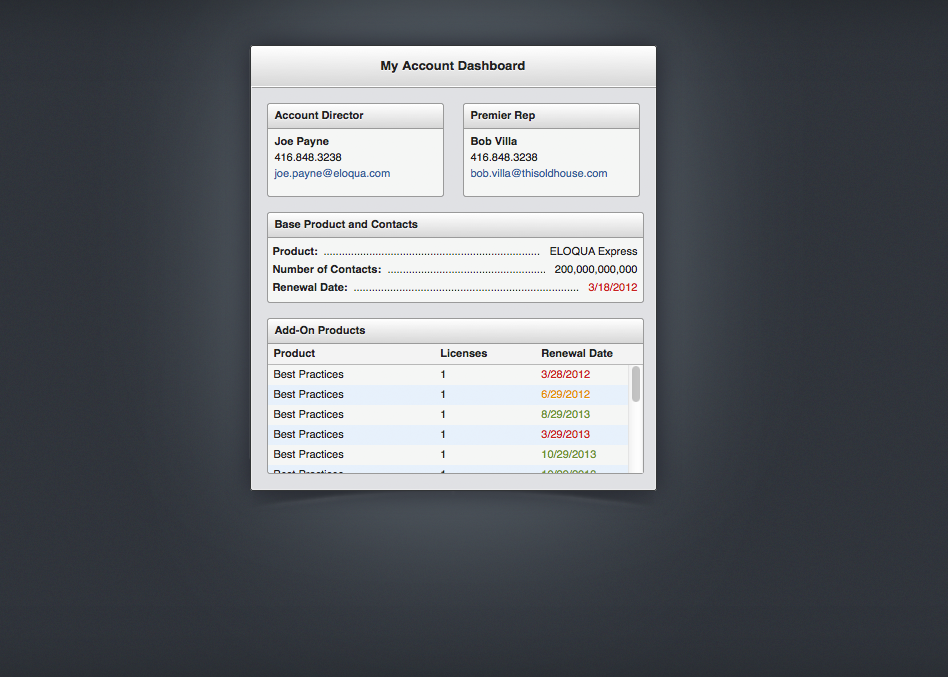 My Account Dashboard
Account Director
Joe Payne
416.848.3238
joe.payne@eloqua.com
Premier Rep
Bob Villa
416.848.3238
bob.villa@thisoldhouse.com
Base Product and Contacts
Product: ELOQUA Express
Number of Contacts: 200,000,000,000
Renewal Date: 3/18/2012
Add-On Products
Product Licenses Renewal Date
Best Practices 1 3/28/2012
Best Practices 1 6/29/2012
Best Practices 1 8/29/2013
Best Practices 1 3/29/2013
Best Practices 1 10/29/2013
Best Practices 1